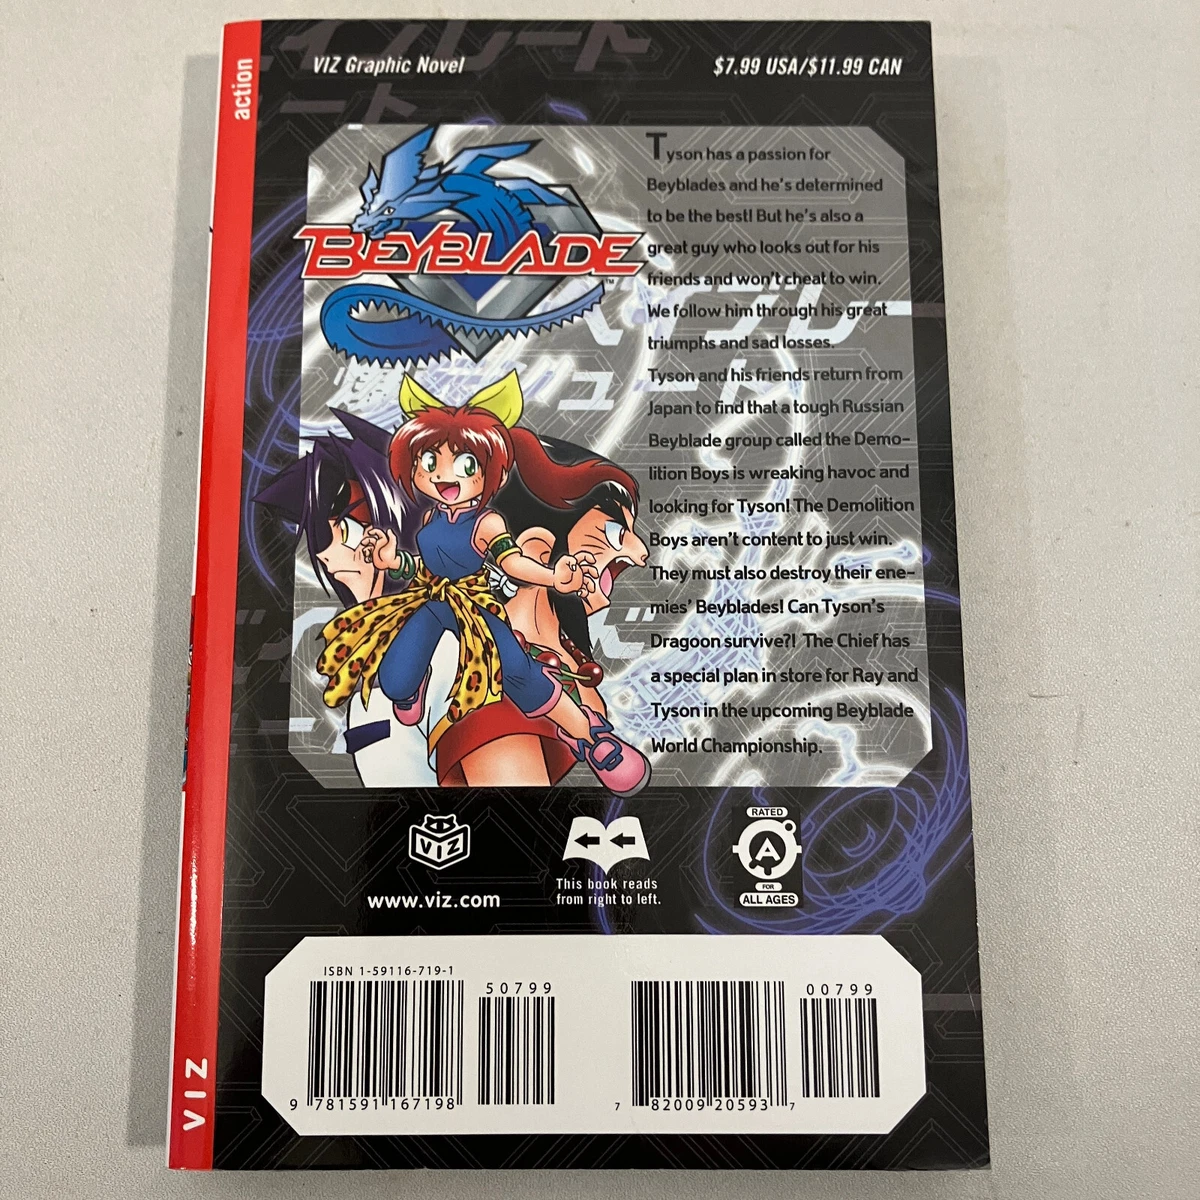 action
VIZ Graphic Novel
$7.99 USA/$11.99 CAN
BEYBLADE
TM
Tyson has a passion for
Beyblades and he's determined
to be the best! But he's also a
great guy who looks out for his
friends and won't cheat to win.
We follow him through his great
triumphs and sad losses.
Tyson and his friends return from
Japan to find that a tough Russian
Beyblade group called the Demo-
lition Boys is wreaking havoc and
looking for Tyson! The Demolition
Boys aren't content to just win.
They must also destroy their ene-
mies' Beyblades! Can Tyson's
Dragoon survive?! The Chief has
a special plan in store for Ray and
Tyson in the upcoming Beyblade
World Championship.
VIZ
www.viz.com
This book reads
from right to left.
RATED
A
FOR
ALL AGES
ISBN 1-59116-719-1
50799
9 781591 167198
00799
7 82009 20593 7
VIZ